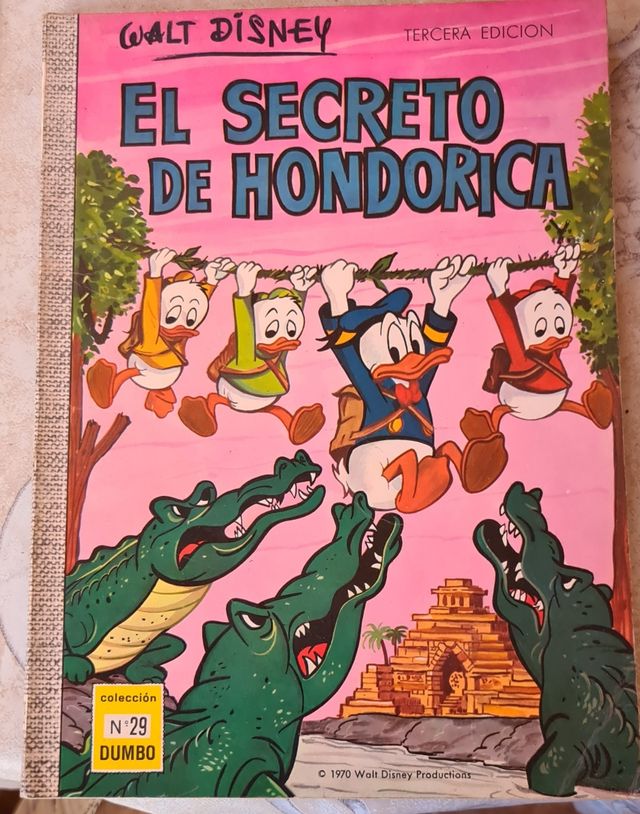 WALT DISNEY
TERCERA EDICION
EL SECRETO
DE HONDORICA
colección
Nº29
DUMBO
© 1970 Walt Disney Productions